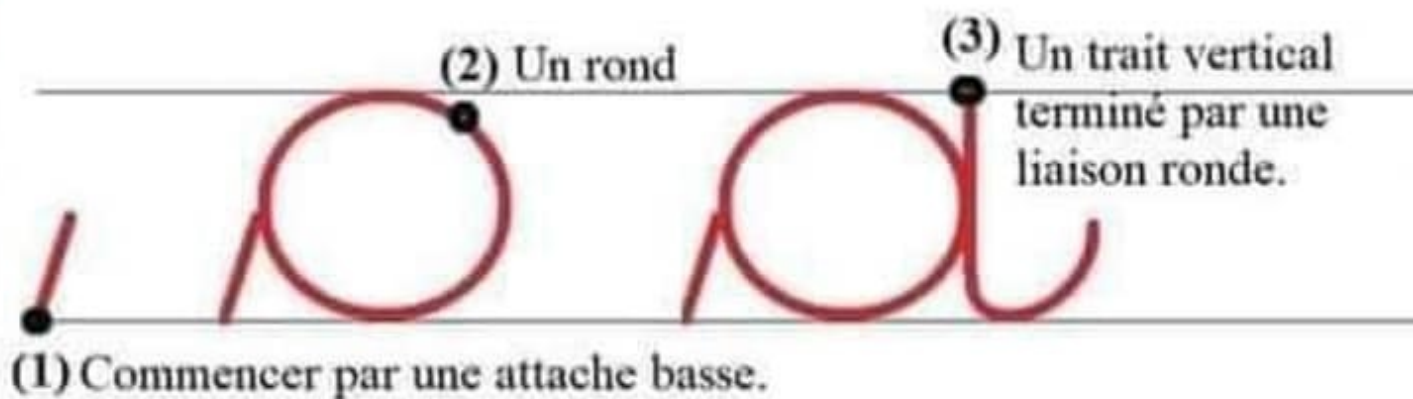 (2) Un rond
(3) Un trait vertical
terminé par une
liaison ronde.
(1) Commencer par une attache basse.